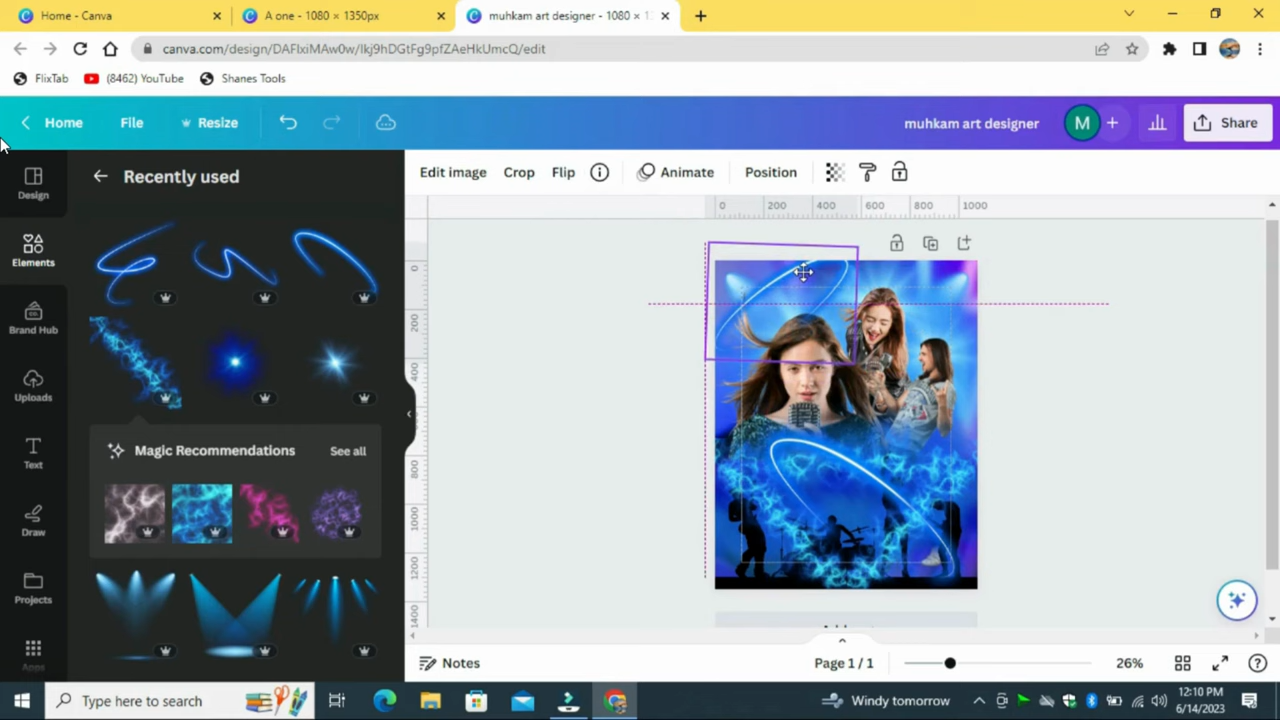 Home - Canva
A one - 1080 × 1350px
muhkam art designer - 1080 × 1
canva.com/design/DAFlxiMAw0w/Ikj9hDGtFg9pfZAeHkUmcQ/edit
FlixTab
(8462) YouTube
Shanes Tools
Home
File
Resize
muhkam art designer
M
Share
Design
Elements
Brand Hub
Uploads
Text
Draw
Projects
Apps
Recently used
Magic Recommendations
See all
Edit image
Crop
Flip
Animate
Position
0 200 400 600 800 1000
0
200
400
800
1000
1200
1400
Notes
Page 1 / 1
26%
Type here to search
Windy tomorrow
12:10 PM
6/14/2023